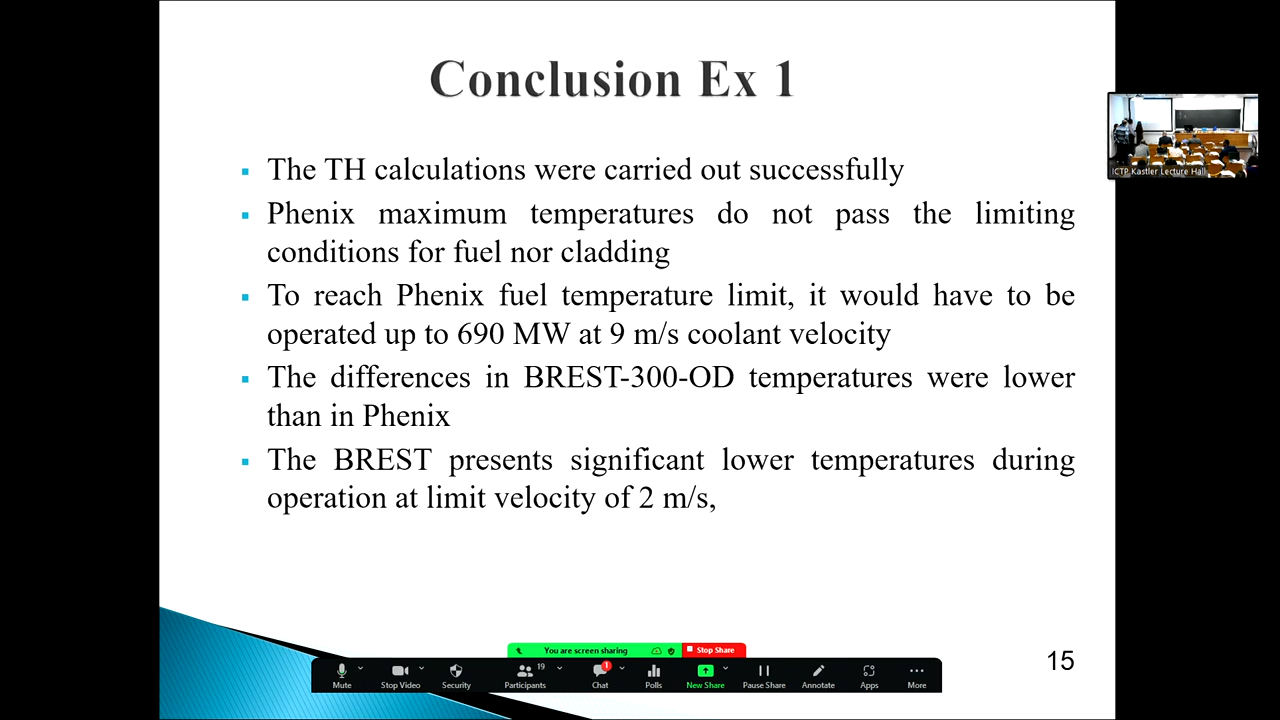 Conclusion Ex 1
The TH calculations were carried out successfully
Phenix maximum temperatures do not pass the limiting
conditions for fuel nor cladding
To reach Phenix fuel temperature limit, it would have to be
operated up to 690 MW at 9 m/s coolant velocity
The differences in BREST-300-OD temperatures were lower
than in Phenix
The BREST presents significant lower temperatures during
operation at limit velocity of 2 m/s,
ICTP Kastler Lecture Hall
15
You are screen sharing
Stop Share
Mute
Stop Video
Security
Participants
19
Chat
1
Polls
New Share
Pause Share
Annotate
Apps
More